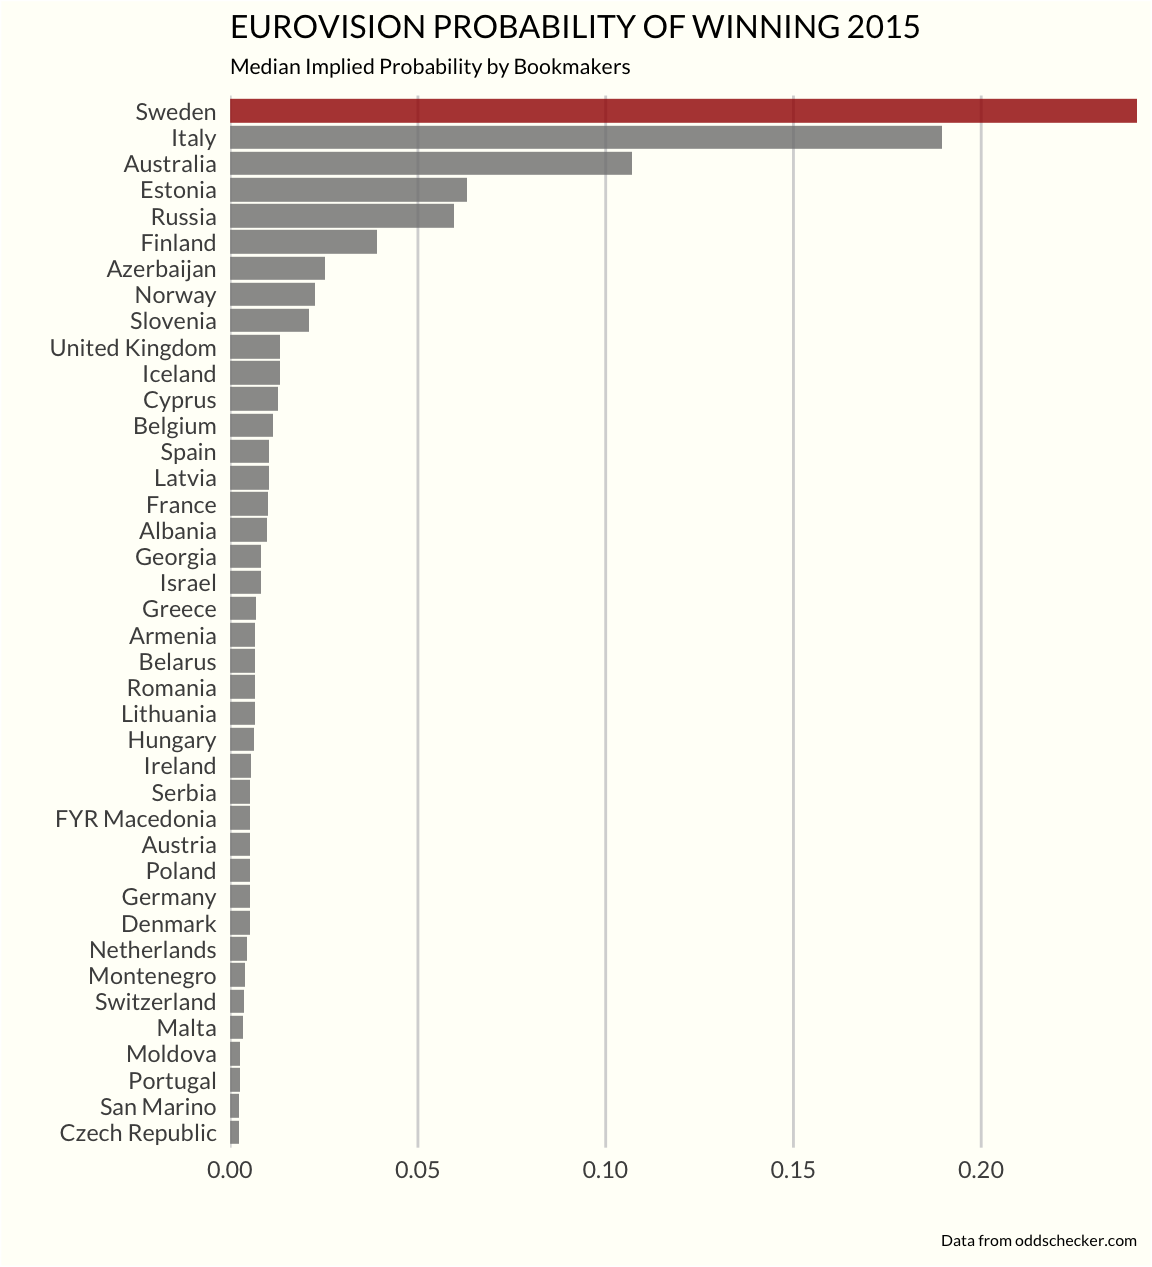 EUROVISION PROBABILITY OF WINNING 2015
Median Implied Probability by Bookmakers
Sweden
Italy
Australia
Estonia
Russia
Finland
Azerbaijan
Norway
Slovenia
United Kingdom
Iceland
Cyprus
Belgium
Spain
Latvia
France
Albania
Georgia
Israel
Greece
Armenia
Belarus
Romania
Lithuania
Hungary
Ireland
Serbia
FYR Macedonia
Austria
Poland
Germany
Denmark
Netherlands
Montenegro
Switzerland
Malta
Moldova
Portugal
San Marino
Czech Republic
0.00 0.05 0.10 0.15 0.20
Data from oddschecker.com